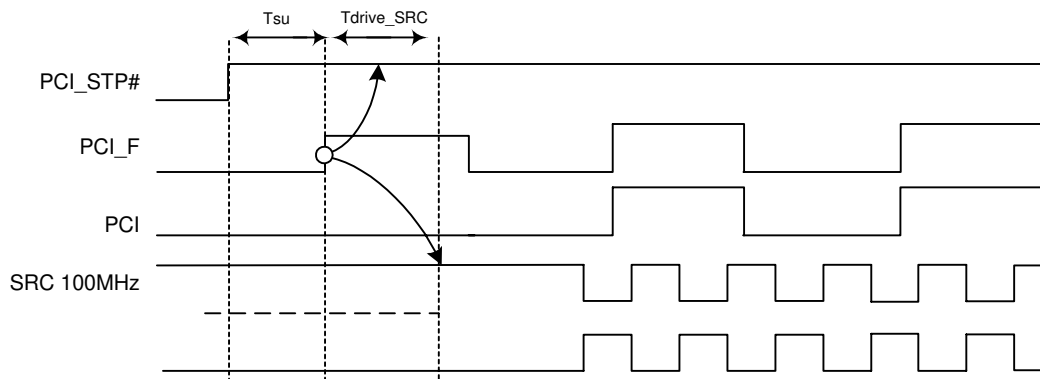 Tsu
Tdrive_SRC
PCI_STP#
PCI_F
PCI
SRC 100MHz